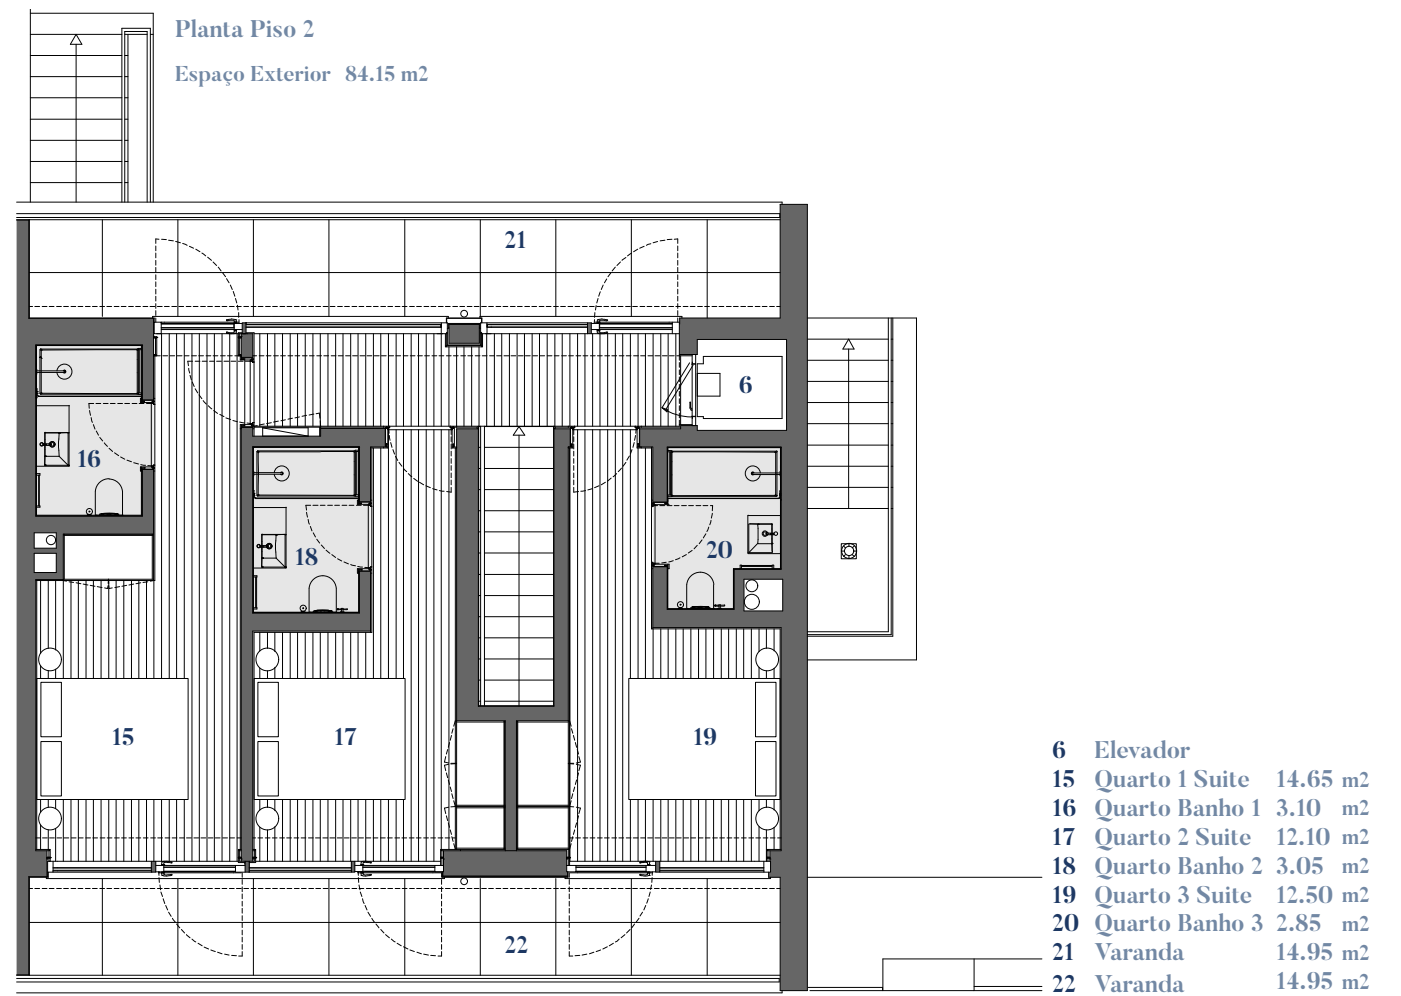 Planta Piso 2
Espaço Exterior 84.15 m2
21
6
16
18
20
15
17
19
22
6 Elevador
15 Quarto 1 Suite 14.65 m2
16 Quarto Banho 1 3.10 m2
17 Quarto 2 Suite 12.10 m2
18 Quarto Banho 2 3.05 m2
19 Quarto 3 Suite 12.50 m2
20 Quarto Banho 3 2.85 m2
21 Varanda 14.95 m2
22 Varanda 14.95 m2